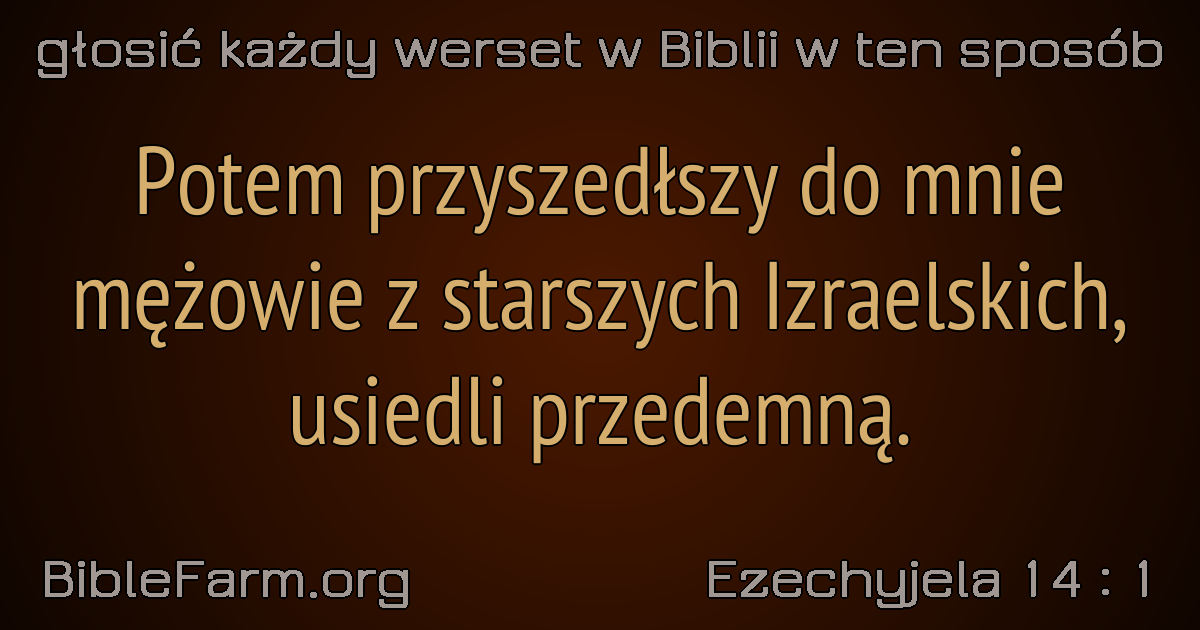 głosić każdy werset w Biblii w ten sposób
Potem przyszedłszy do mnie
mężowie z starszych Izraelskich,
usiedli przedemną.
BibleFarm.org
Ezechyjela 14 : 1